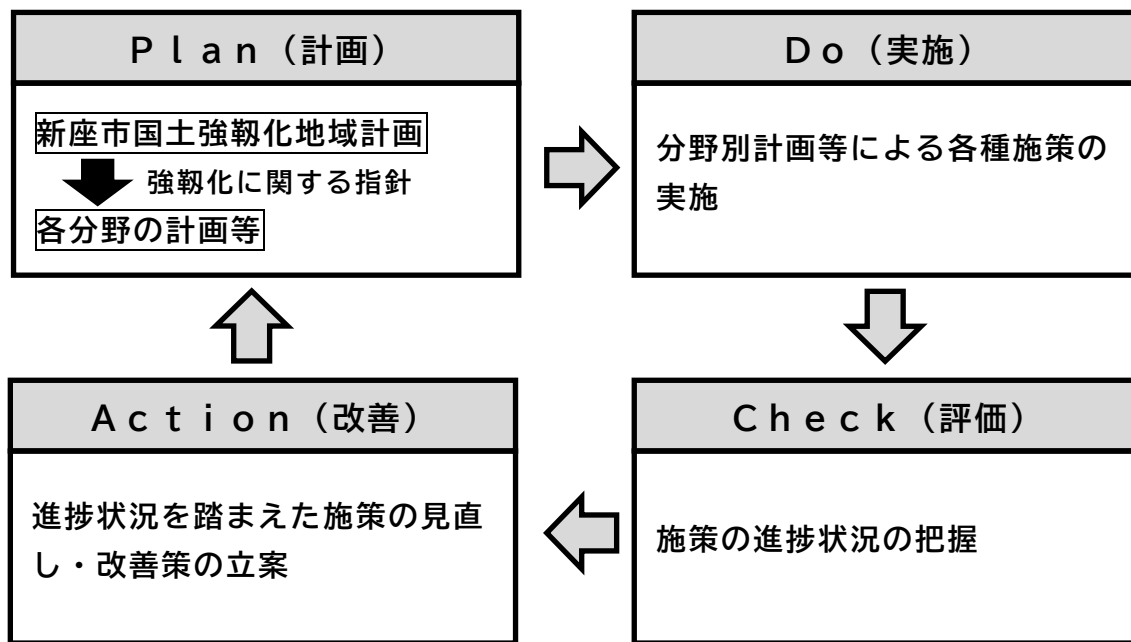 Ｐｌａｎ（計画）
新座市国土強靱化地域計画
強靱化に関する指針
各分野の計画等
Ｄｏ（実施）
分野別計画等による各種施策の
実施
Ｃｈｅｃｋ（評価）
施策の進捗状況の把握
Ａｃｔｉｏｎ（改善）
進捗状況を踏まえた施策の見直
し・改善策の立案